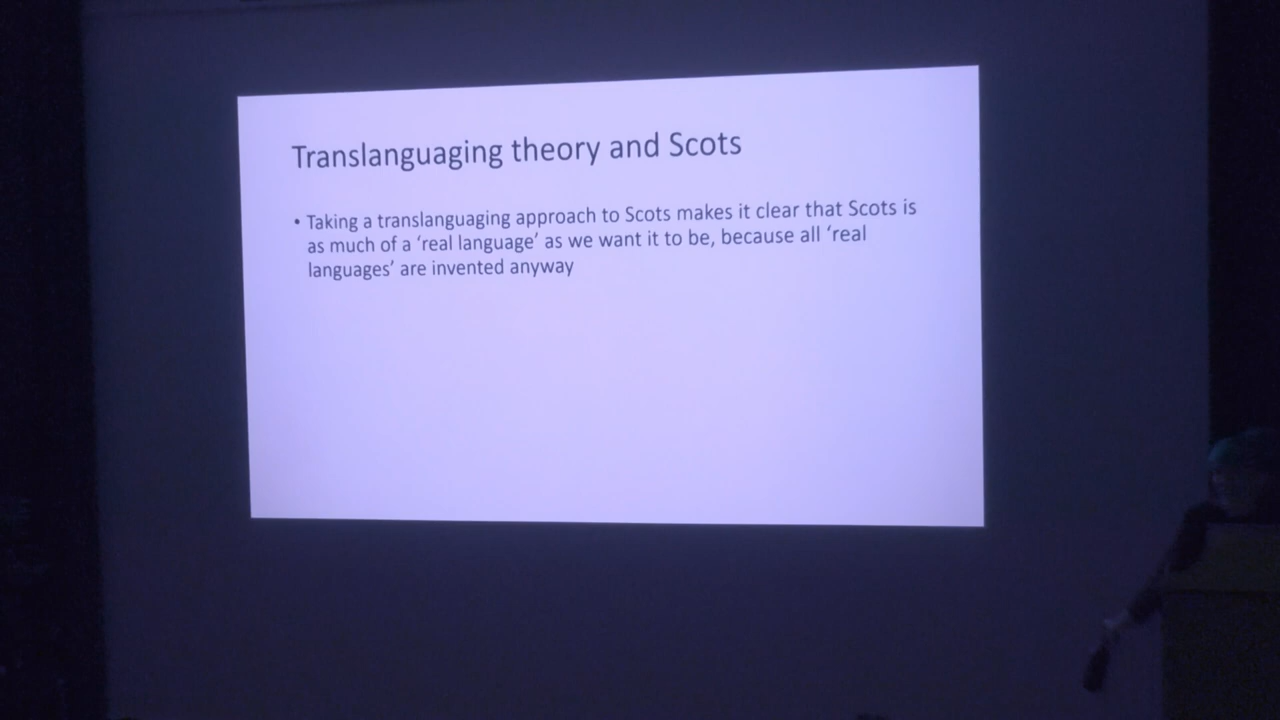 Translanguaging theory and Scots
• Taking a translanguaging approach to Scots makes it clear that Scots is
as much of a ‘real language’ as we want it to be, because all ‘real
languages’ are invented anyway